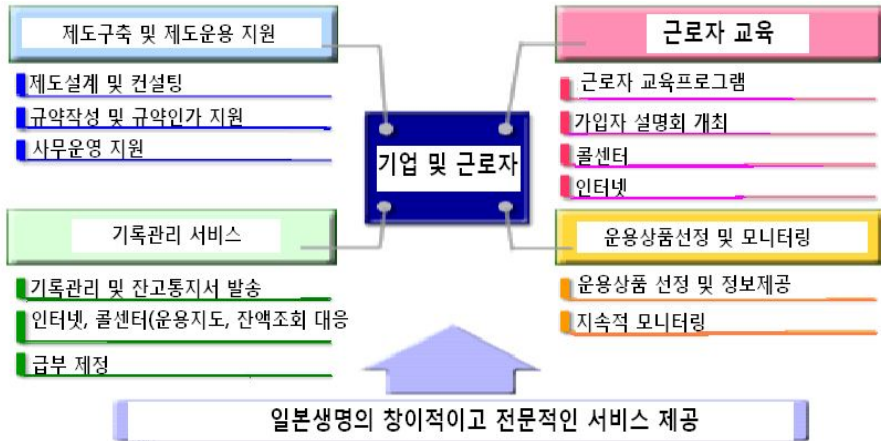 제도구축 및 제도운용 지원
제도설계 및 컨설팅
규약작성 및 규약인가 지원
사무운영 지원
근로자 교육
근로자 교육프로그램
가입자 설명회 개최
콜센터
인터넷
기업 및 근로자
기록관리 서비스
기록관리 및 잔고통지서 발송
인터넷, 콜센터(운용지도, 잔액조회 대응
급부 제정
운용상품선정 및 모니터링
운용상품 선정 및 정보제공
지속적 모니터링
일본생명의 창이적이고 전문적인 서비스 제공